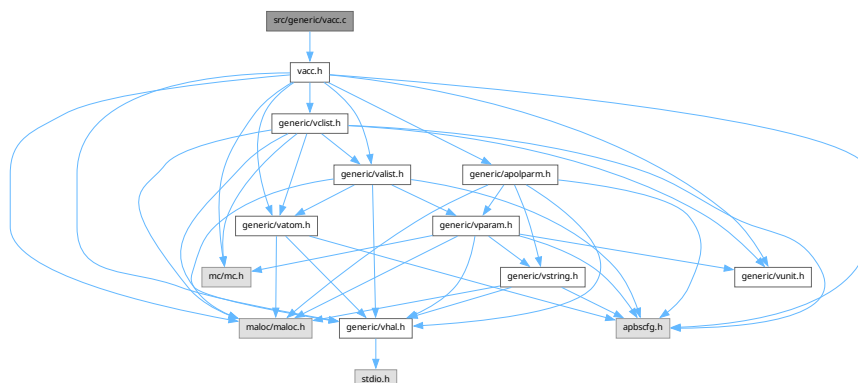 src/generic/vacc.c
vacc.h
generic/vclist.h
generic/valist.h
generic/apolparm.h
generic/vatom.h
generic/vparam.h
mc/mc.h
generic/vstring.h
generic/vunit.h
maloc/maloc.h
generic/vhal.h
apbscfg.h
stdio.h